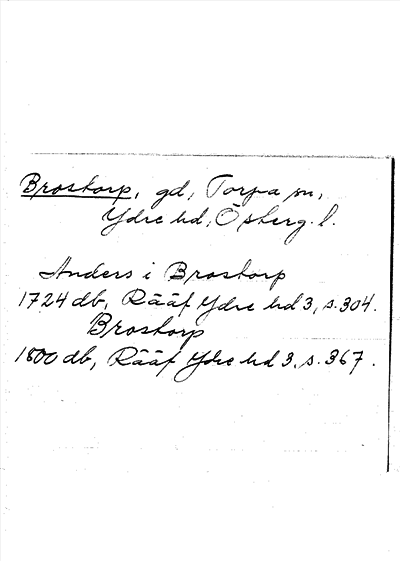 Brostorp, gd, Torpa sn,
Ydre hd, Östergl.
Anders i Brostorp
1724 db, Rääf Ydre hd 3, s. 304.
Brostorp
1800 db, Rääf Ydre hd 3, s. 367.